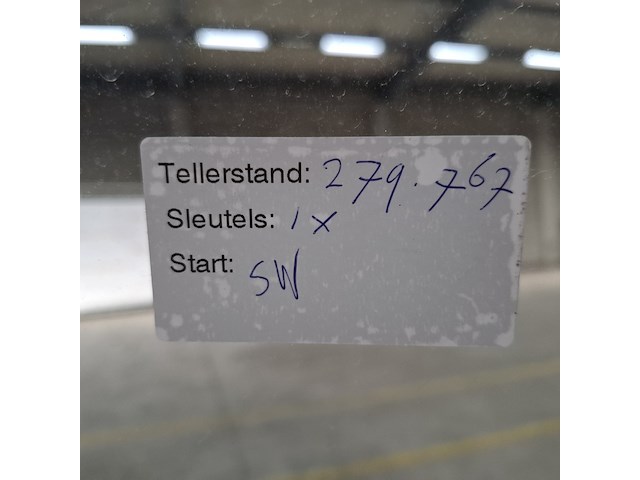 Tellerstand: 279.767
Sleutels: 1x
Start: SW